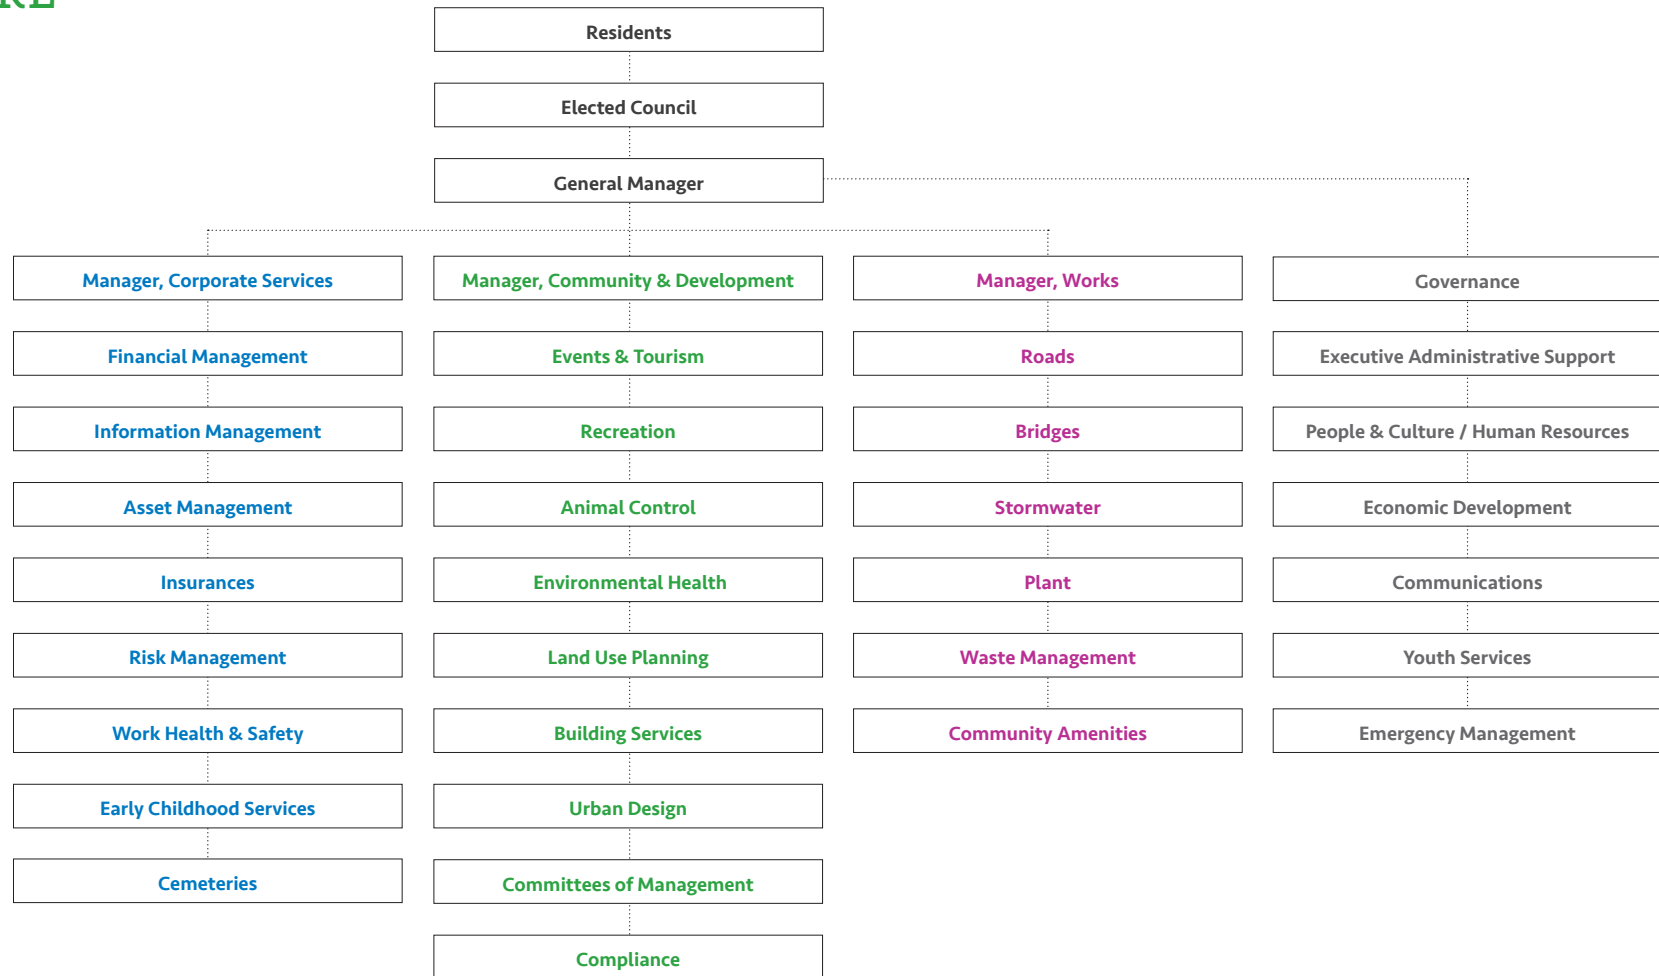 Residents
Elected Council
General Manager
Manager, Corporate Services
Financial Management
Information Management
Asset Management
Insurances
Risk Management
Work Health & Safety
Early Childhood Services
Cemeteries
Manager, Community & Development
Events & Tourism
Recreation
Animal Control
Environmental Health
Land Use Planning
Building Services
Urban Design
Committees of Management
Compliance
Manager, Works
Roads
Bridges
Stormwater
Plant
Waste Management
Community Amenities
Governance
Executive Administrative Support
People & Culture / Human Resources
Economic Development
Communications
Youth Services
Emergency Management